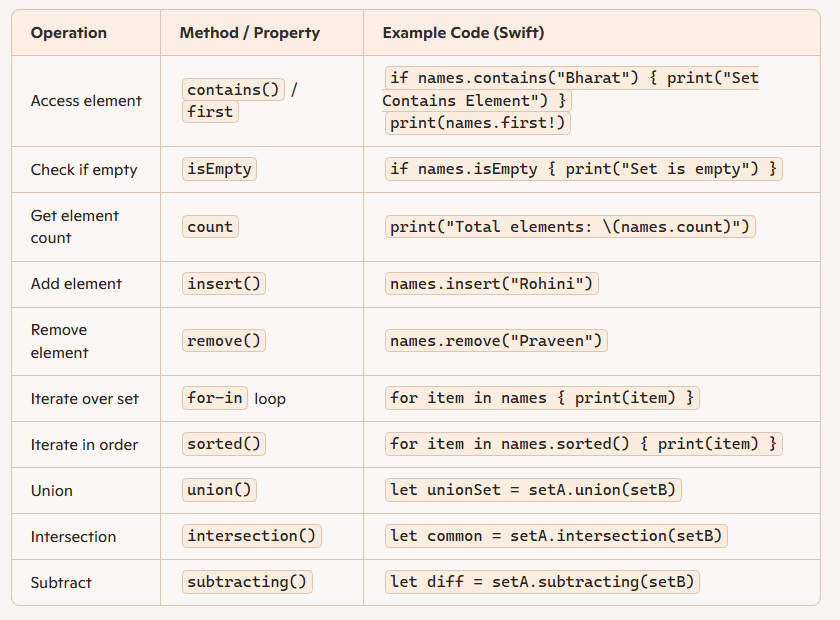 Operation Method / Property Example Code (Swift)
Access element contains() / first if names.contains("Bharat") { print("Set
Contains Element") }
print(names.first!)
Check if empty isEmpty if names.isEmpty { print("Set is empty") }
Get element
count count print("Total elements: \(names.count)")
Add element insert() names.insert("Rohini")
Remove
element remove() names.remove("Praveen")
Iterate over set for-in loop for item in names { print(item) }
Iterate in order sorted() for item in names.sorted() { print(item) }
Union union() let unionSet = setA.union(setB)
Intersection intersection() let common = setA.intersection(setB)
Subtract subtracting() let diff = setA.subtracting(setB)